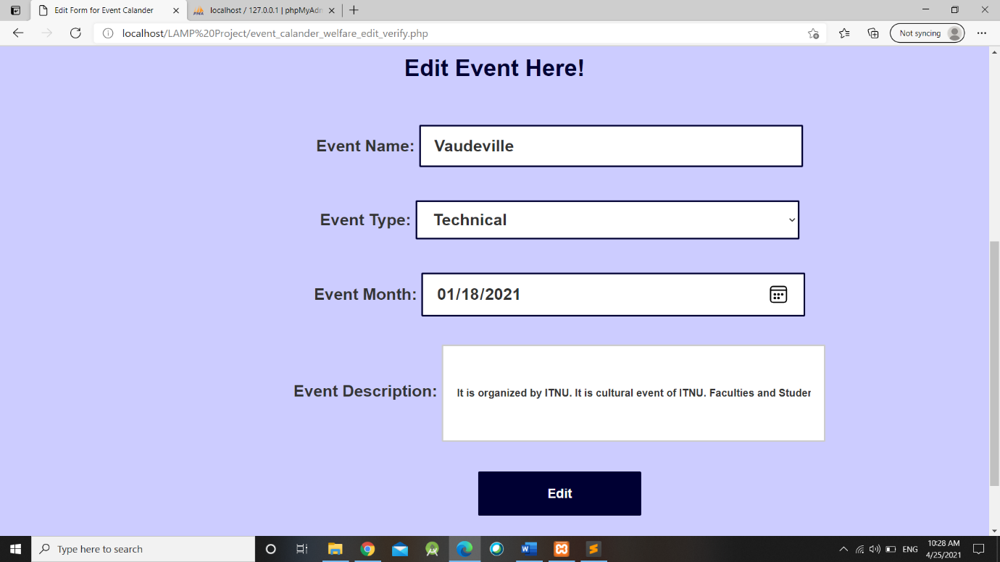 Edit Form for Event Calander
PMA
localhost / 127.0.0.1 | phpMyAdm
localhost/LAMP%20Project/event_calander_welfare_edit_verify.php
Not syncing
Edit Event Here!
Event Name: Vaudeville
Event Type: Technical
Event Month: 01/18/2021
Event Description: It is organized by ITNU. It is cultural event of ITNU. Faculties and
Edit
Type here to search
ENG
10:28 AM
4/25/2021